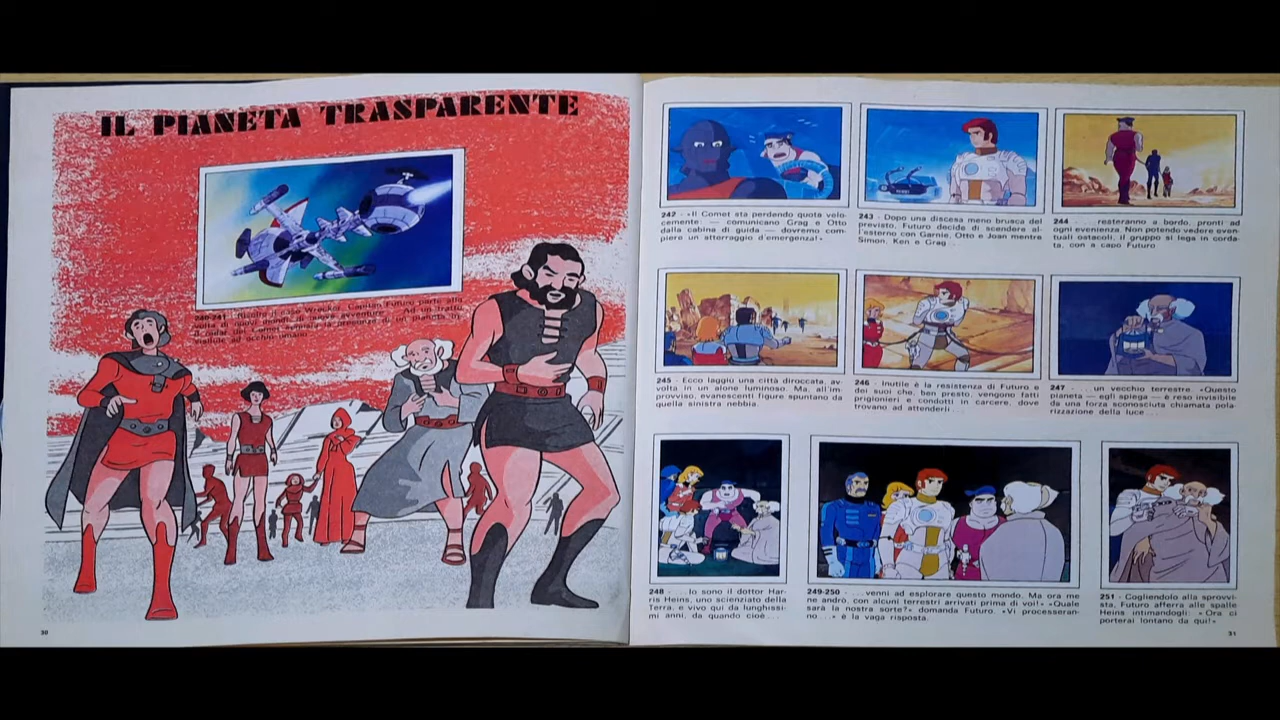 IL PIANETA TRASPARENTE
240-241 - Risolto il caso Wrecker, Capitan Futuro parte alla
volta di nuovi mondi, di nuove avventure. Ad un tratto
il radar del Comet la presenza di un pianeta in-
visibile ad occhio umano
30
242 - «Il Comet sta perdendo quota velo-
cemente — comunicano Grag e Otto
dalla cabina di guida — dovremo com-
piere un atterraggio d'emergenza!»
243 - Dopo una discesa meno brusca del
previsto, Futuro decide di scendere al-
l'esterno con Garnie, Otto e Joan mentre
Simon, Ken e Grag ...
244 - ... resteranno a bordo, pronti ad
ogni evenienza. Non potendo vedere even-
tuali ostacoli, il gruppo si lega in corda-
ta, con a capo Futuro
245 - Ecco laggiù una città diroccata, av-
volta in un alone luminoso. Ma, all'im-
provviso, evanescenti figure spuntano da
quella sinistra nebbia.
246 - Inutile è la resistenza di Futuro e
dei suoi che, ben presto, vengono fatti
prigionieri e condotti in carcere, dove
trovano ad attenderli ...
247 - ... un vecchio terrestre. «Questo
pianeta — egli spiega — è reso invisibile
da una forza sconosciuta chiamata pola-
rizzazione della luce ...
248 - ... Io sono il dottor Har-
ris Heins, uno scienziato della
Terra, e vivo qui da lunghissi-
mi anni, da quando cioè ...
249-250 - ... venni ad esplorare questo mondo. Ma ora me
ne andrò, con alcuni terrestri arrivati prima di voi!» «Quale
sarà la nostra sorte?» domanda Futuro. «Vi processeran-
no...» è la vaga risposta.
251 - Cogliendolo alla sprovvi-
sta, Futuro afferra alle spalle
Heins intimandogli: «Ora ci
porterai lontano da qui!»
31